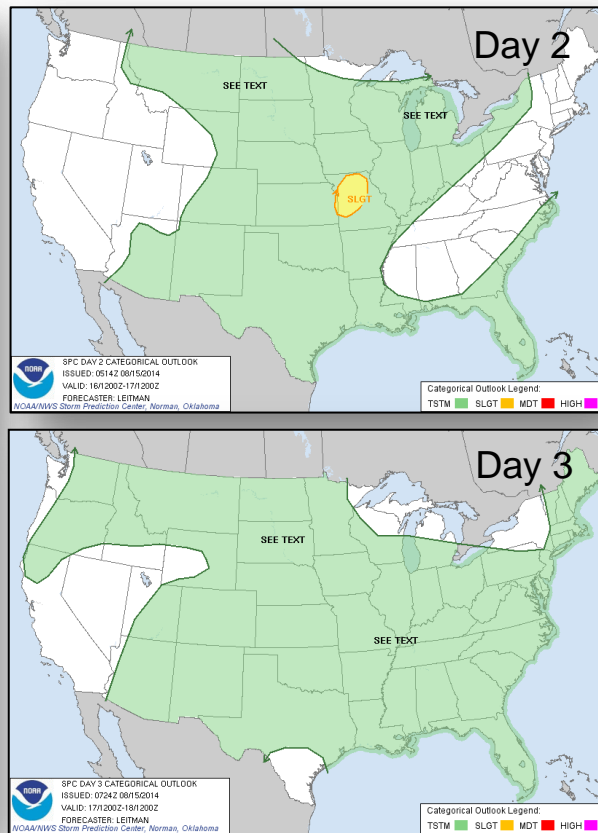 Day 2
SEE TEXT
SEE TEXT
SLGT
NOAA
SPC DAY 2 CATEGORICAL OUTLOOK
ISSUED: 0514Z 08/15/2014
VALID: 16/1200Z-17/1200Z
FORECASTER: LEITMAN
NOAA/NWS Storm Prediction Center, Norman, Oklahoma
Categorical Outlook Legend:
TSTM SLGT MDT HIGH
Day 3
SEE TEXT
SEE TEXT
NOAA
SPC DAY 3 CATEGORICAL OUTLOOK
ISSUED: 0724Z 08/15/2014
VALID: 17/1200Z-18/1200Z
FORECASTER: LEITMAN
NOAA/NWS Storm Prediction Center, Norman, Oklahoma
Categorical Outlook Legend:
TSTM SLGT MDT HIGH